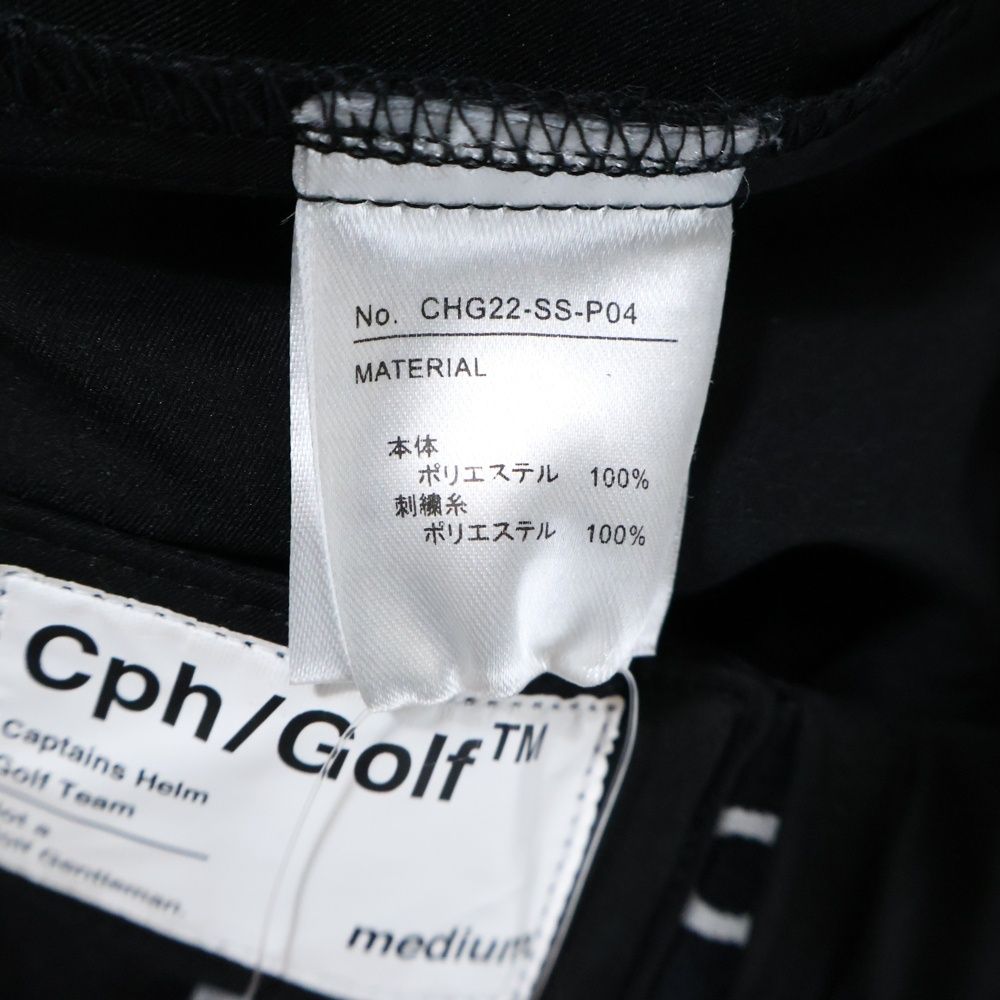 No. CHG22-SS-P04
MATERIAL
本体
ポリエステル 100%
刺繍糸
ポリエステル 100%
Cph/Golf™
Captains Helm
Golf Team
a
Gentleman.
medium